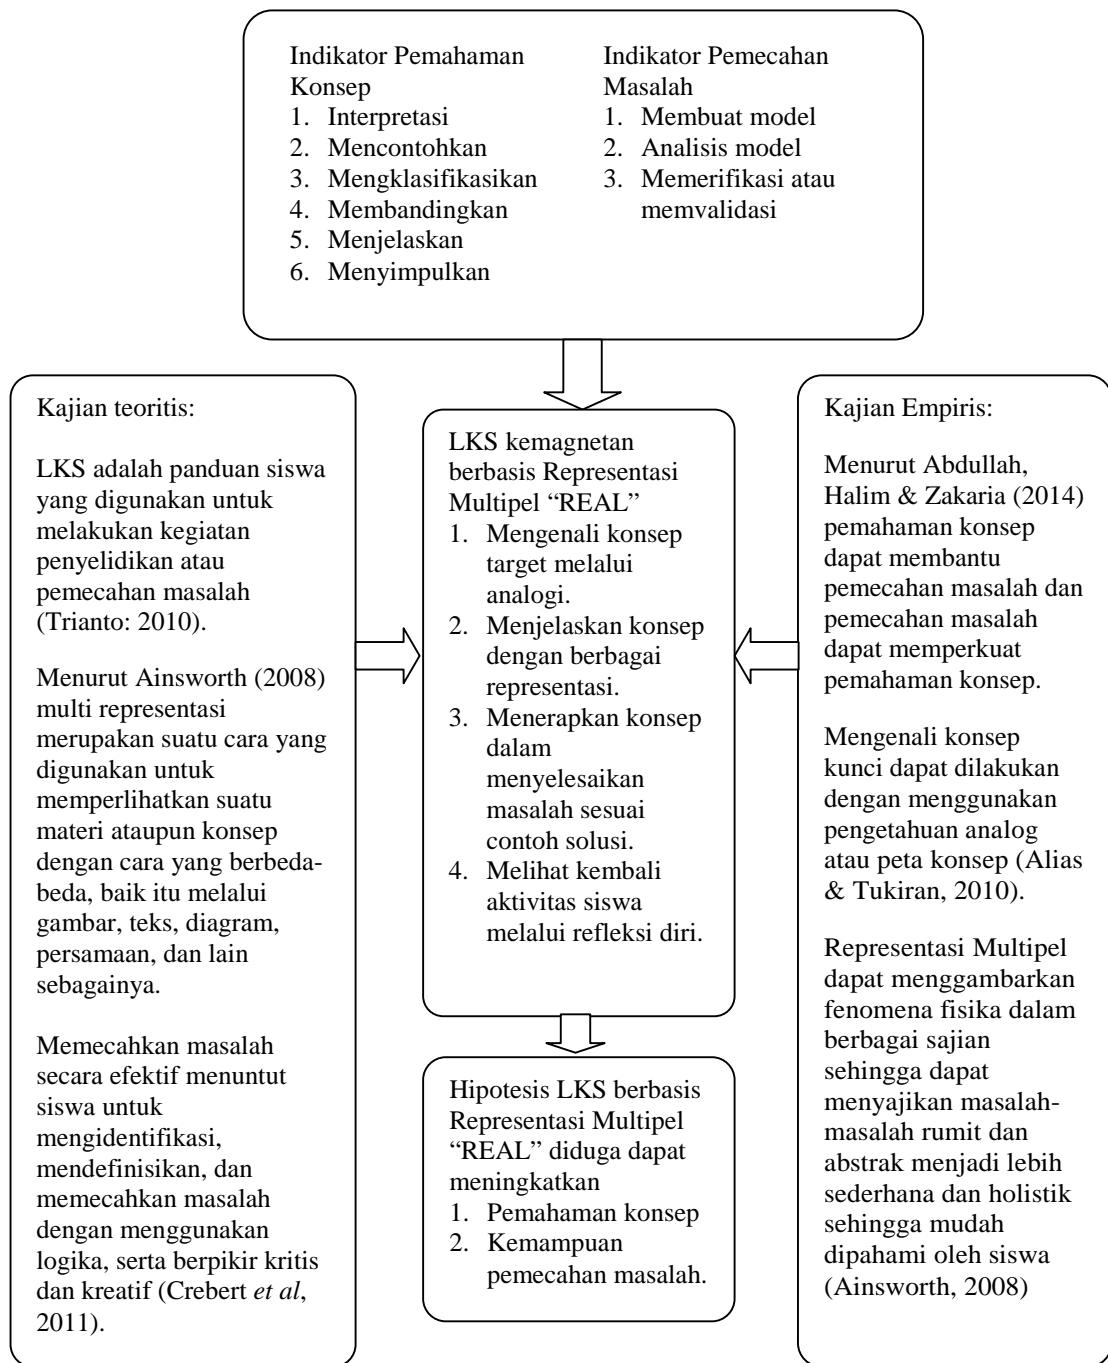 Indikator Pemahaman
Konsep
1. Interpretasi
2. Mencontohkan
3. Mengklasifikasikan
4. Membandingkan
5. Menjelaskan
6. Menyimpulkan
Indikator Pemecahan
Masalah
1. Membuat model
2. Analisis model
3. Memerifikasi atau
memvalidasi
Kajian teoritis:
LKS adalah panduan siswa
yang digunakan untuk
melakukan kegiatan
penyelidikan atau
pemecahan masalah
(Trianto: 2010).
Menurut Ainsworth (2008)
multi representasi
merupakan suatu cara yang
digunakan untuk
memperlihatkan suatu
materi ataupun konsep
dengan cara yang berbeda-
beda, baik itu melalui
gambar, teks, diagram,
persamaan, dan lain
sebagainya.
Memecahkan masalah
secara efektif menuntut
siswa untuk
mengidentifikasi,
mendefinisikan, dan
memecahkan masalah
dengan menggunakan
logika, serta berpikir kritis
dan kreatif (Crebert et al,
2011).
LKS kemagnetan
berbasis Representasi
Multipel “REAL”
1. Mengenali konsep
target melalui
analogi.
2. Menjelaskan konsep
dengan berbagai
representasi.
3. Menerapkan konsep
dalam
menyelesaikan
masalah sesuai
contoh solusi.
4. Melihat kembali
aktivitas siswa
melalui refleksi diri.
Hipotesis LKS berbasis
Representasi Multipel
“REAL” diduga dapat
meningkatkan
1. Pemahaman konsep
2. Kemampuan
pemecahan masalah.
Kajian Empiris:
Menurut Abdullah,
Halim & Zakaria (2014)
pemahaman konsep
dapat membantu
pemecahan masalah dan
pemecahan masalah
dapat memperkuat
pemahaman konsep.
Mengenali konsep
kunci dapat dilakukan
dengan menggunakan
pengetahuan analog
atau peta konsep (Alias
& Tukiran, 2010).
Representasi Multipel
dapat menggambarkan
fenomena fisika dalam
berbagai sajian
sehingga dapat
menyajikan masalah-
masalah rumit dan
abstrak menjadi lebih
sederhana dan holistik
sehingga mudah
dipahami oleh siswa
(Ainsworth, 2008)